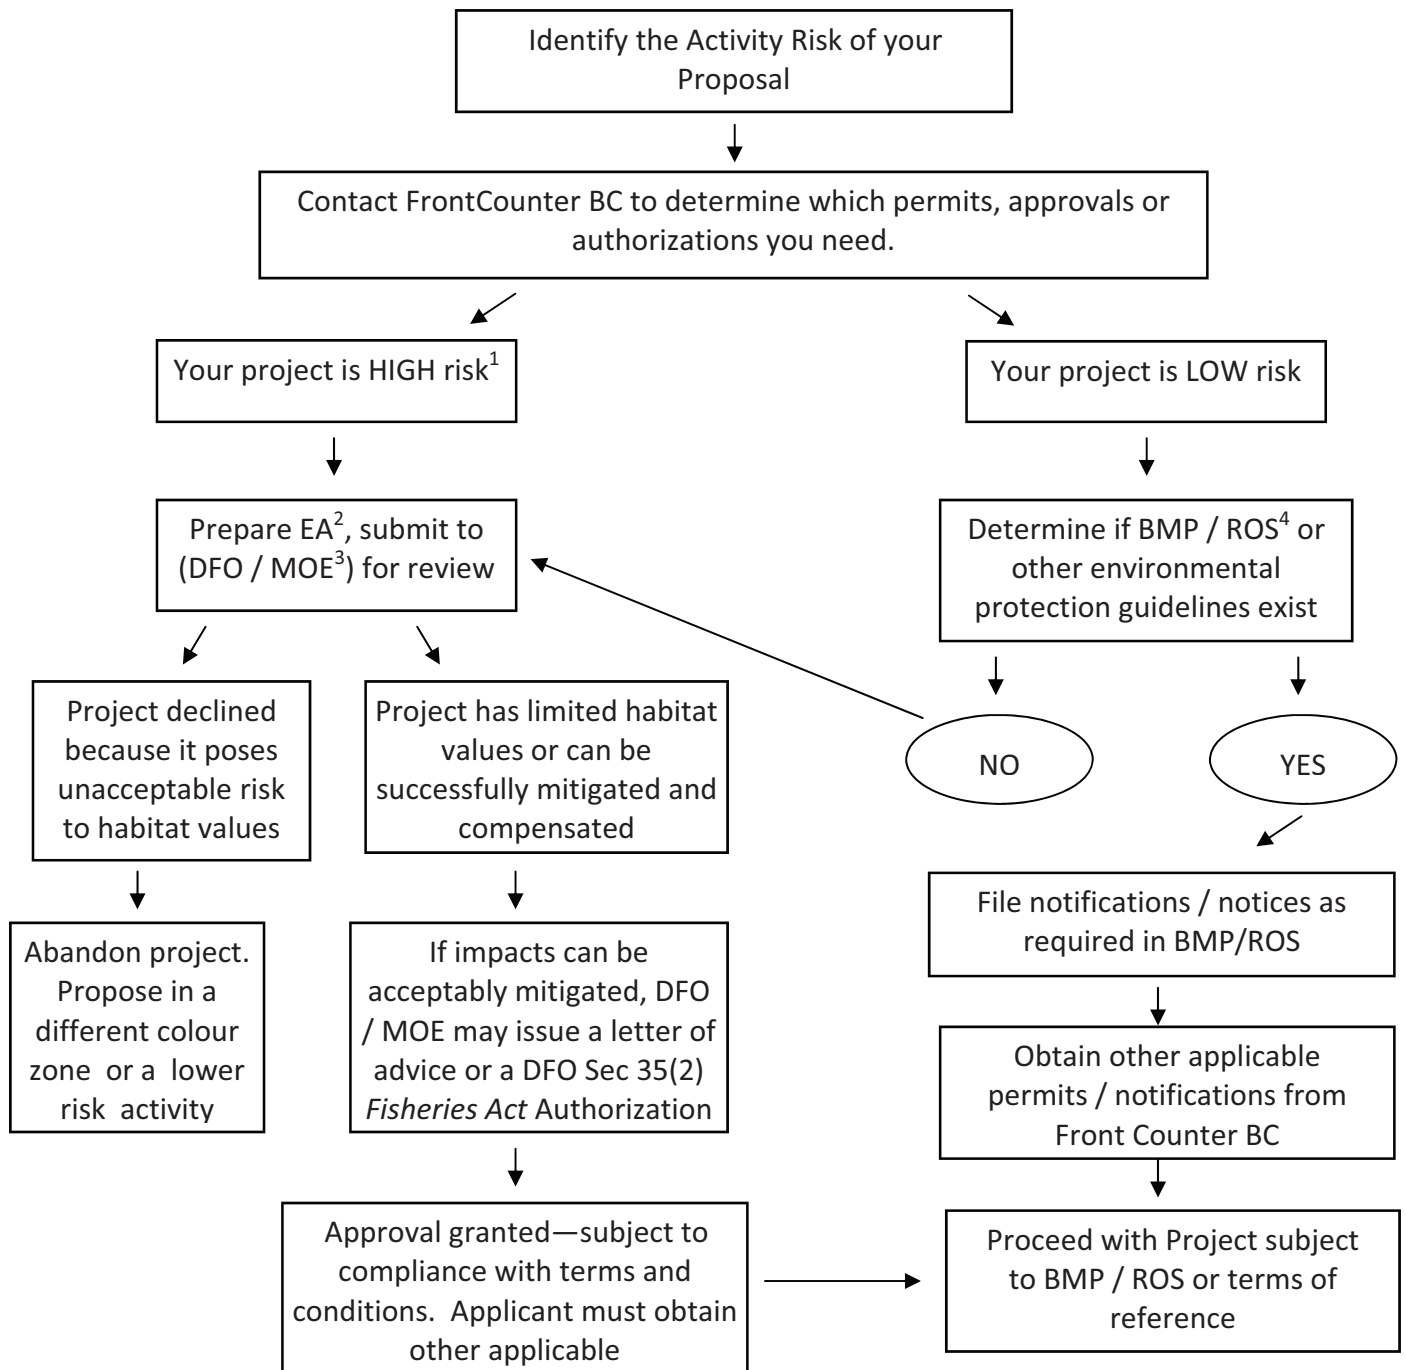 Identify the Activity Risk of your
Proposal
Contact FrontCounter BC to determine which permits, approvals or
authorizations you need.
Your project is HIGH risk1
Your project is LOW risk
Prepare EA2, submit to
(DFO / MOE3) for review
Determine if BMP / ROS4 or
other environmental
protection guidelines exist
Project declined
because it poses
unacceptable risk
to habitat values
Project has limited habitat
values or can be
successfully mitigated and
compensated
NO
YES
Abandon project.
Propose in a
different colour
zone or a lower
risk activity
If impacts can be
acceptably mitigated, DFO
/ MOE may issue a letter of
advice or a DFO Sec 35(2)
Fisheries Act Authorization
File notifications / notices as
required in BMP/ROS
Obtain other applicable
permits / notifications from
Front Counter BC
Approval granted—subject to
compliance with terms and
conditions. Applicant must obtain
other applicable
Proceed with Project subject
to BMP / ROS or terms of
reference